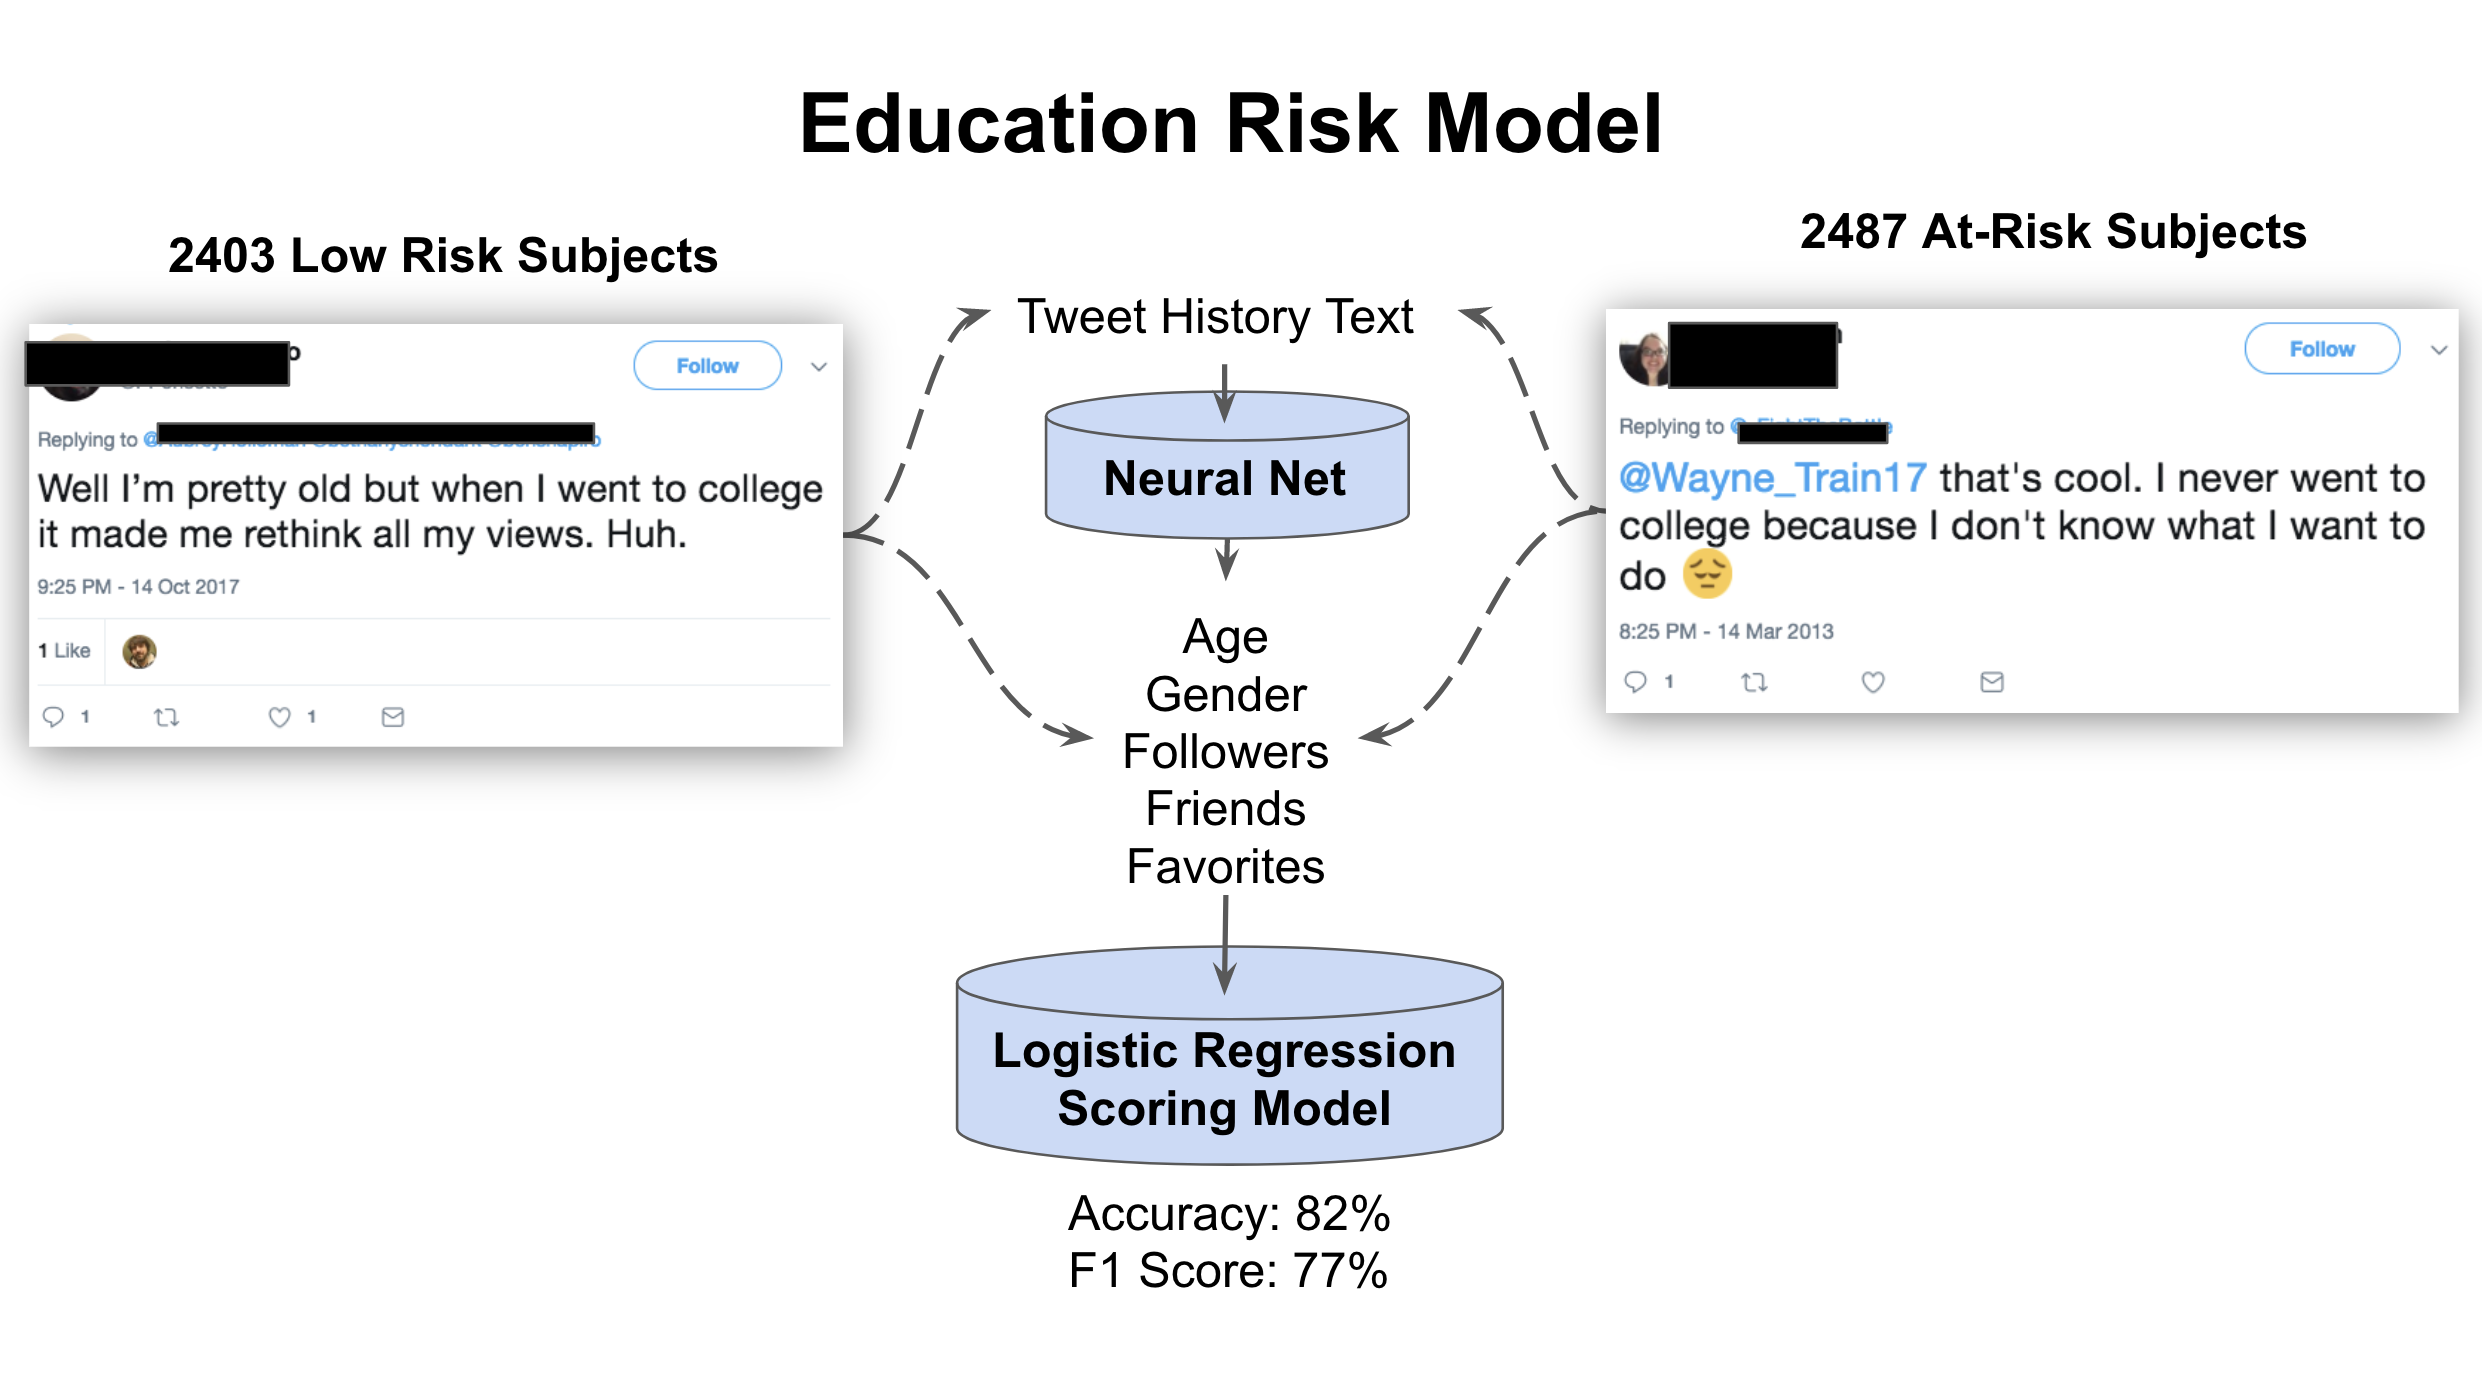 Education Risk Model
2403 Low Risk Subjects
Follow
Replying to
Well I'm pretty old but when I went to college
it made me rethink all my views. Huh.
9:25 PM - 14 Oct 2017
1 Like
1
1
Tweet History Text
Neural Net
Age
Gender
Followers
Friends
Favorites
Logistic Regression
Scoring Model
Accuracy: 82%
F1 Score: 77%
2487 At-Risk Subjects
Follow
Replying to
@Wayne_Train17 that's cool. I never went to
college because I don't know what I want to
do 😔
8:25 PM - 14 Mar 2013
1